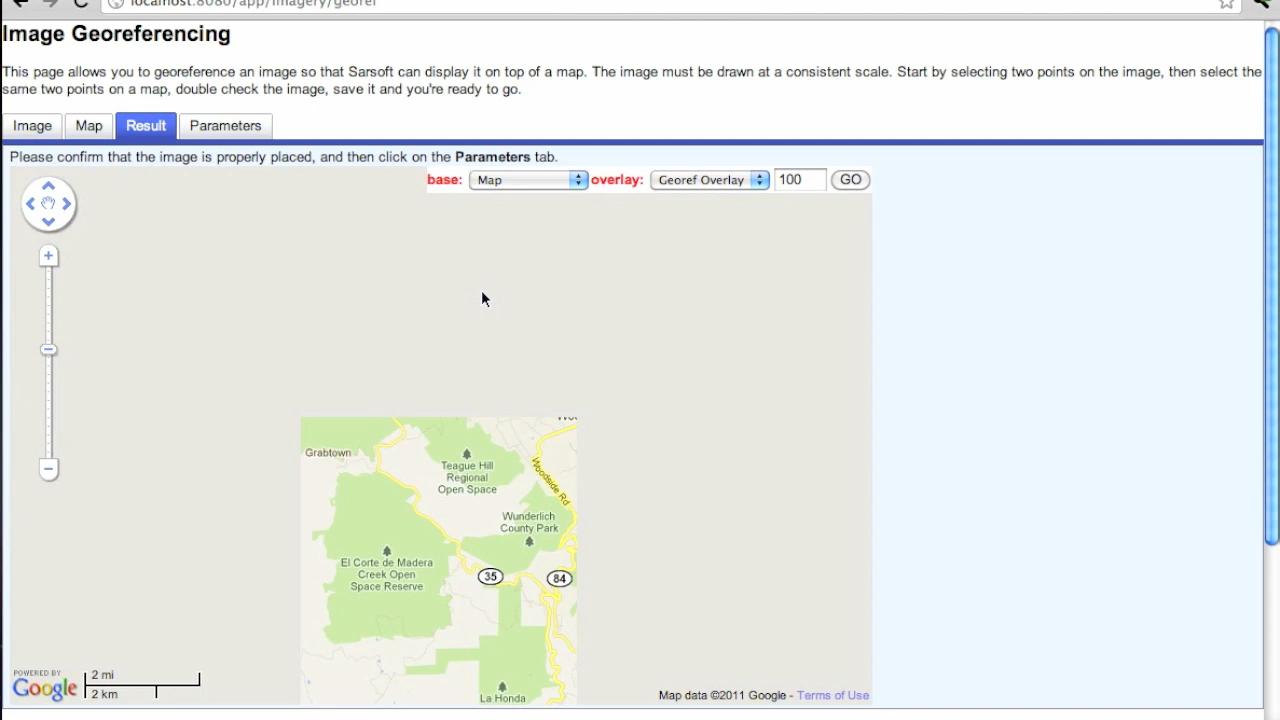 localhost:8080/app/imagery/georef
Image Georeferencing
This page allows you to georeference an image so that Sarsoft can display it on top of a map. The image must be drawn at a consistent scale. Start by selecting two points on the image, then select the
same two points on a map, double check the image, save it and you're ready to go.
Image Map Result Parameters
Please confirm that the image is properly placed, and then click on the Parameters tab.
base: Map overlay: Georef Overlay 100 GO
Grabtown
Teague Hill
Regional
Open Space
Woodside Rd
Wunderlich
County Park
El Corte de Madera
Creek Open
Space Reserve
35
84
La Honda
POWERED BY
Google
2 mi
2 km
Map data ©2011 Google - Terms of Use